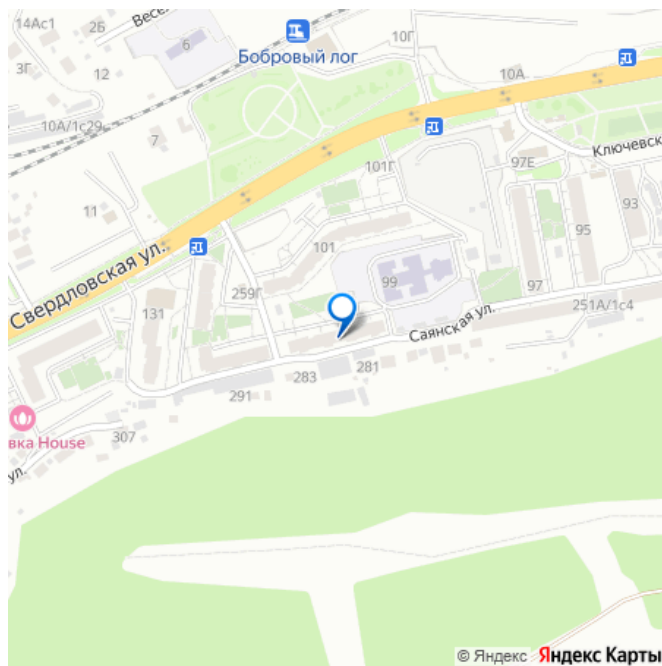 14Ас1
2Б
Весе
6
10Г
Бобровый лог
3Г
12
10А
10А/1с29
7
Ключевск
101Г
97Е
11
93
101
95
Свердловская ул.
99
259Г
97
131
251А/1с4
Саянская ул.
283
281
291
вка House
307
ул.
© Яндекс Яндекс Карты